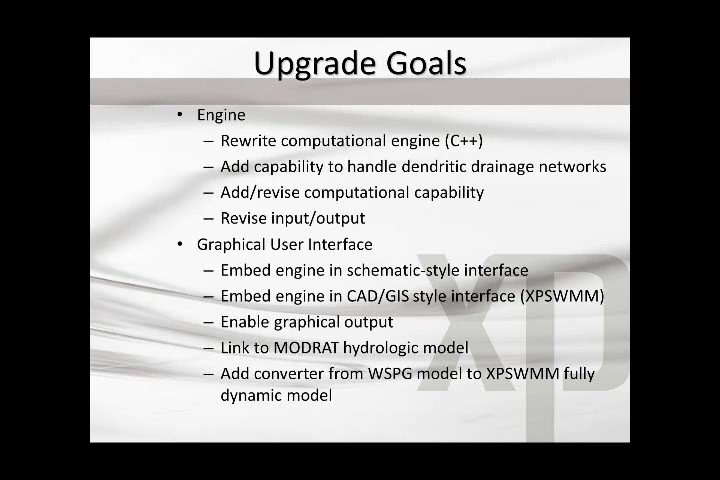 Upgrade Goals
• Engine
– Rewrite computational engine (C++)
– Add capability to handle dendritic drainage networks
– Add/revise computational capability
– Revise input/output
• Graphical User Interface
– Embed engine in schematic-style interface
– Embed engine in CAD/GIS style interface (XPSWMM)
– Enable graphical output
– Link to MODRAT hydrologic model
– Add converter from WSPG model to XPSWMM fully
dynamic model
xp